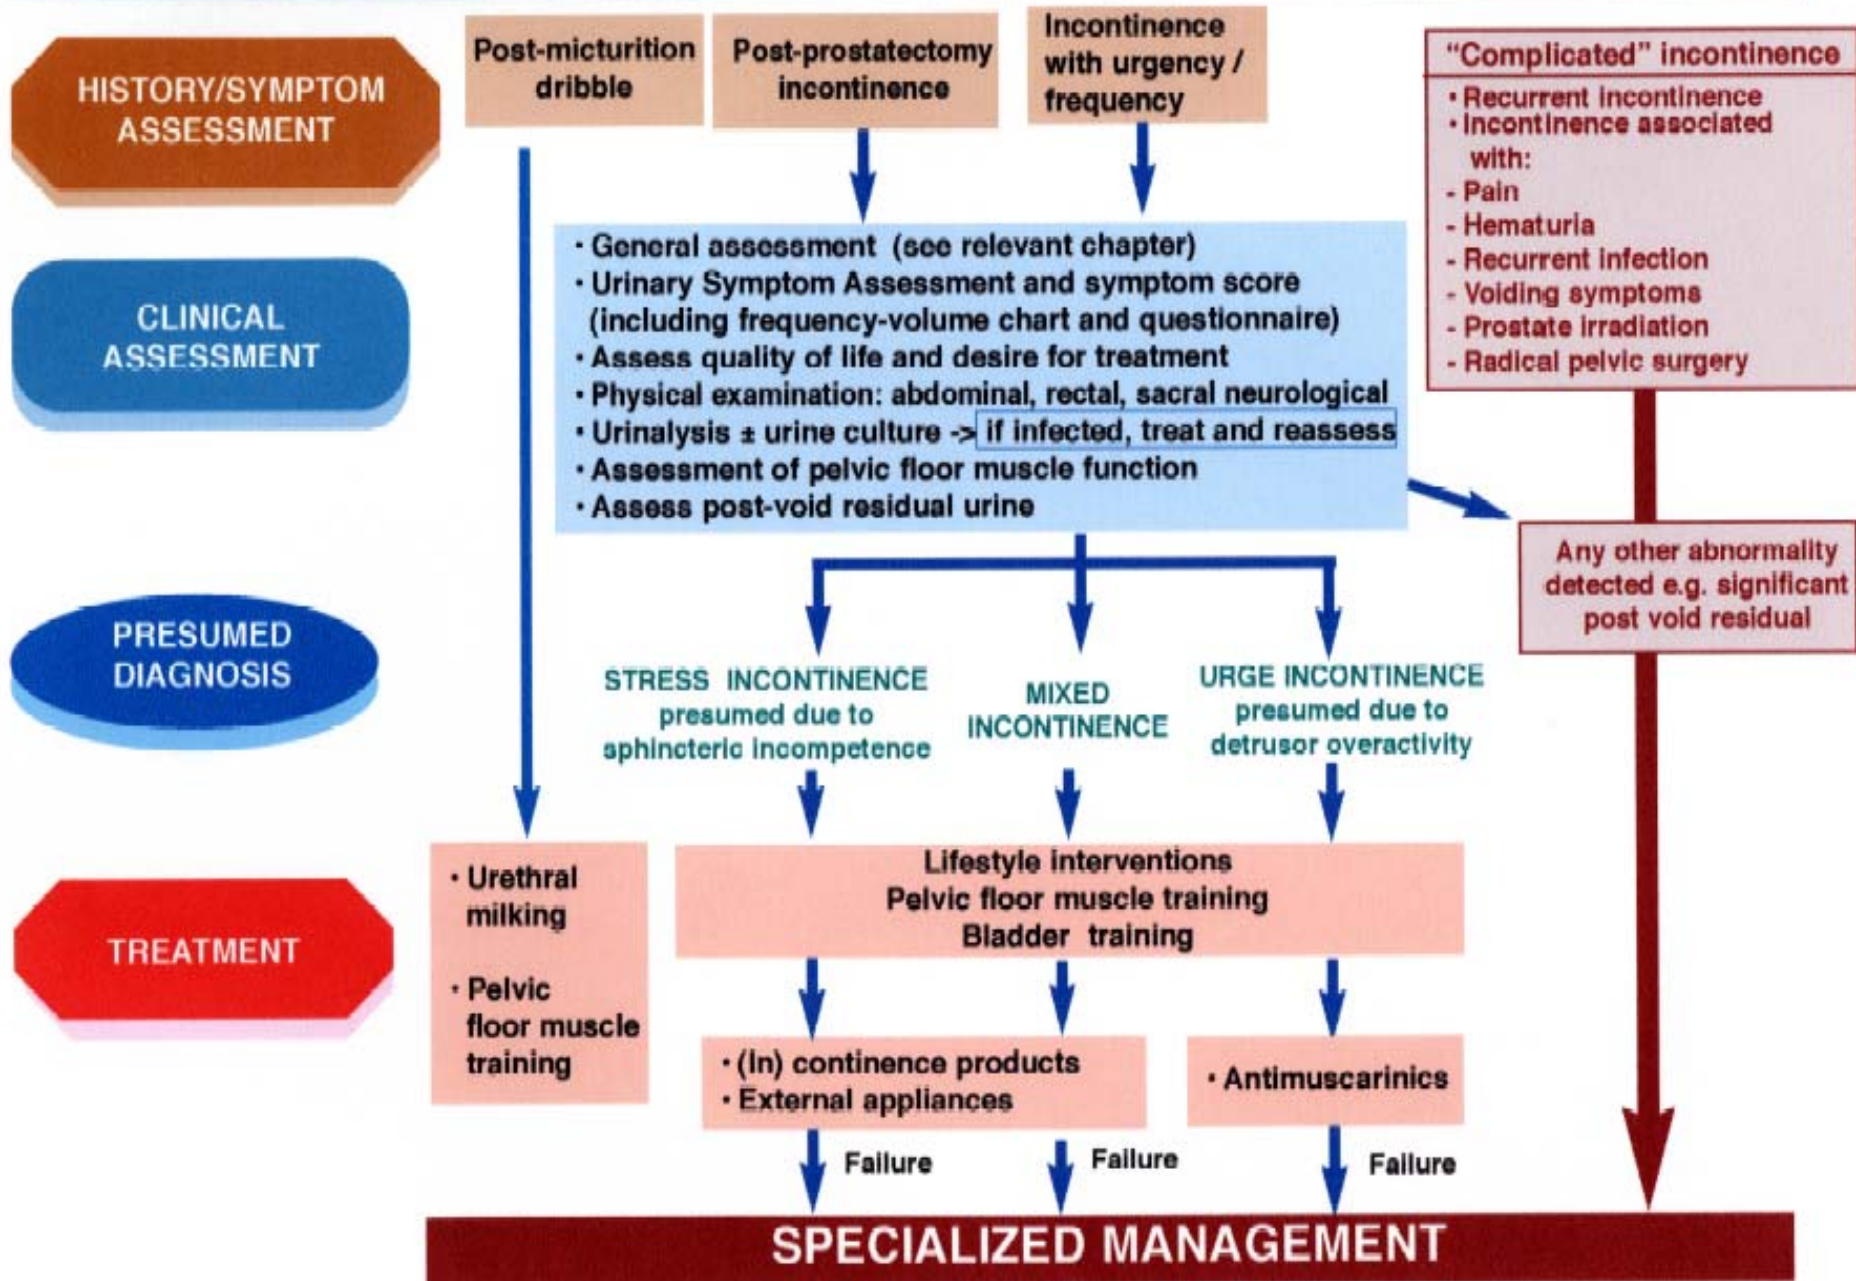 HISTORY/SYMPTOM
ASSESSMENT
Post-micturition
dribble
Post-prostatectomy
incontinence
Incontinence
with urgency /
frequency
“Complicated” incontinence
• Recurrent incontinence
• Incontinence associated
with:
- Pain
- Hematuria
- Recurrent infection
- Voiding symptoms
- Prostate irradiation
- Radical pelvic surgery
CLINICAL
ASSESSMENT
• General assessment (see relevant chapter)
• Urinary Symptom Assessment and symptom score
(including frequency-volume chart and questionnaire)
• Assess quality of life and desire for treatment
• Physical examination: abdominal, rectal, sacral neurological
• Urinalysis ± urine culture -> if infected, treat and reassess
• Assessment of pelvic floor muscle function
• Assess post-void residual urine
Any other abnormality
detected e.g. significant
post void residual
PRESUMED
DIAGNOSIS
STRESS INCONTINENCE
presumed due to
sphincteric incompetence
MIXED
INCONTINENCE
URGE INCONTINENCE
presumed due to
detrusor overactivity
TREATMENT
• Urethral
milking
• Pelvic
floor muscle
training
Lifestyle interventions
Pelvic floor muscle training
Bladder training
• (In) continence products
• External appliances
• Antimuscarinics
Failure
Failure
Failure
SPECIALIZED MANAGEMENT